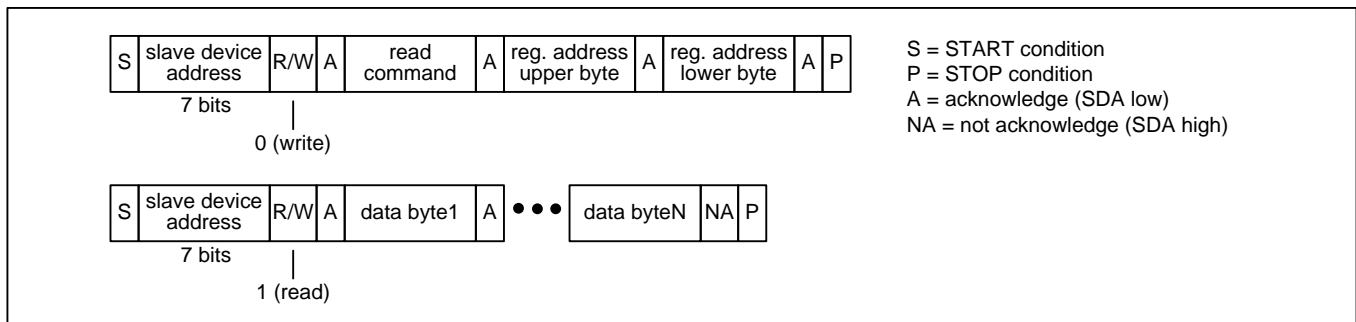 S slave device address R/W A read command A reg. address upper byte A reg. address lower byte A P
7 bits
0 (write)
S slave device address R/W A data byte1 A ••• data byteN NA P
7 bits
1 (read)
S = START condition
P = STOP condition
A = acknowledge (SDA low)
NA = not acknowledge (SDA high)